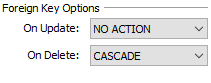 Foreign Key Options
On Update: NO ACTION
On Delete: CASCADE